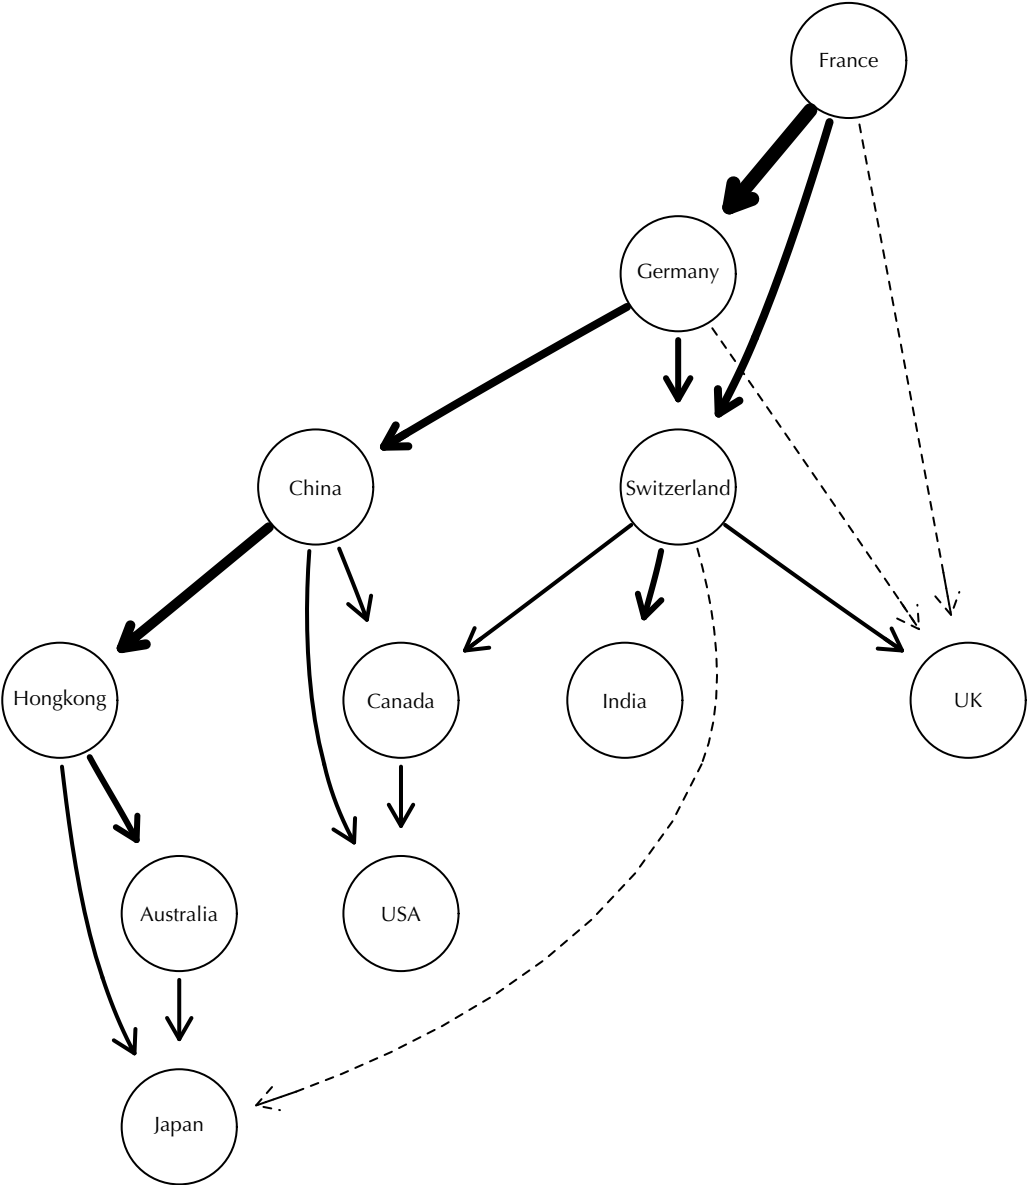 France
Germany
China
Switzerland
Hongkong
Canada
India
UK
Australia
USA
Japan